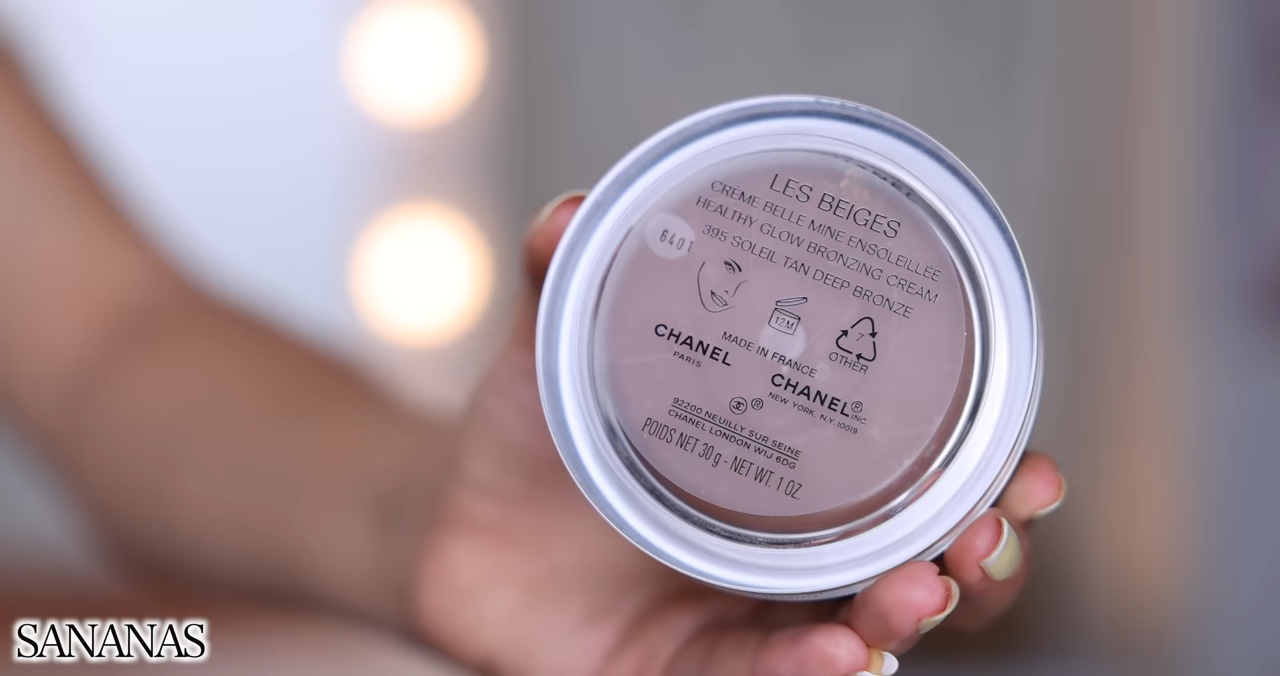 LES BEIGES
CRÈME BELLE MINE ENSOLEILLÉE
HEALTHY GLOW BRONZING CREAM
395 SOLEIL TAN DEEP BRONZE
6401
12M
7
OTHER
MADE IN FRANCE
CHANEL
PARIS
CHANEL® INC.
NEW YORK, N.Y. 10019
®
92200 NEUILLY SUR SEINE
CHANEL LONDON W1J 6DG
POIDS NET 30 g - NET WT. 1 OZ.
SANANAS